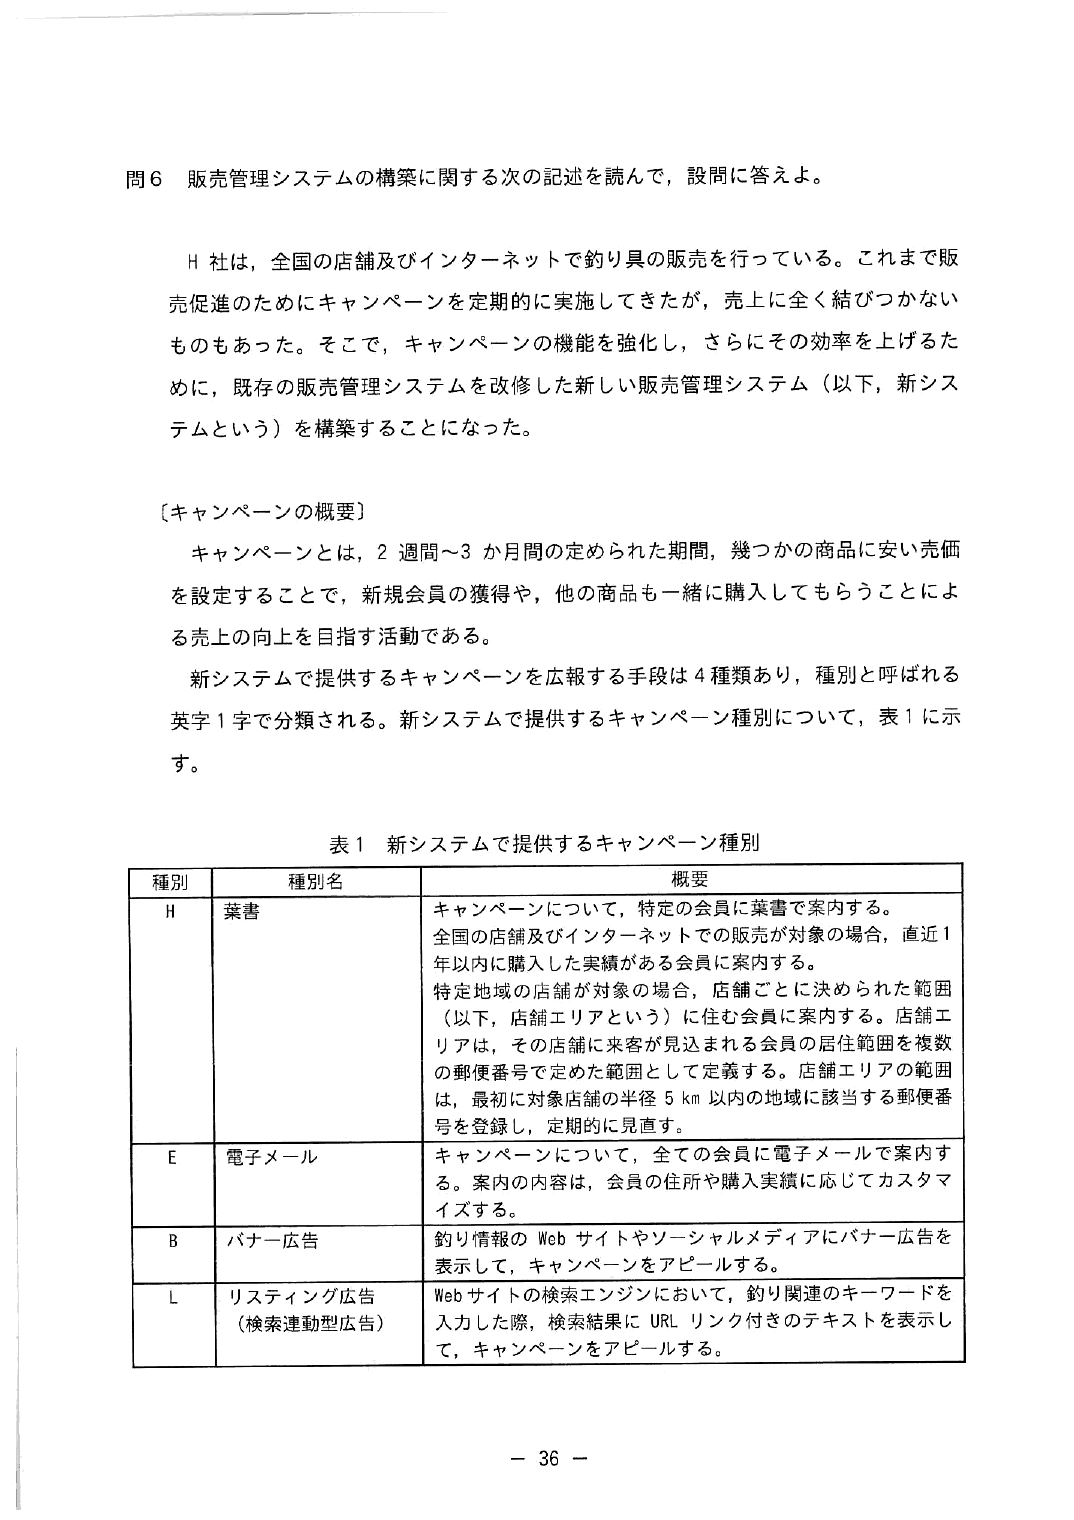 問6 販売管理システムの構築に関する次の記述を読んで，設問に答えよ。
H 社は，全国の店舗及びインターネットで釣り具の販売を行っている。これまで販
売促進のためにキャンペーンを定期的に実施してきたが，売上に全く結びつかない
ものもあった。そこで，キャンペーンの機能を強化し，さらにその効率を上げるた
めに，既存の販売管理システムを改修した新しい販売管理システム（以下，新シス
テムという）を構築することになった。
〔キャンペーンの概要〕
キャンペーンとは，2 週間～3 か月間の定められた期間，幾つかの商品に安い売価
を設定することで，新規会員の獲得や，他の商品も一緒に購入してもらうことによ
る売上の向上を目指す活動である。
新システムで提供するキャンペーンを広報する手段は4種類あり，種別と呼ばれる
英字1字で分類される。新システムで提供するキャンペーン種別について，表1に示
す。
表1 新システムで提供するキャンペーン種別
種別 種別名 概要
H 葉書 キャンペーンについて，特定の会員に葉書で案内する。
全国の店舗及びインターネットでの販売が対象の場合，直近1
年以内に購入した実績がある会員に案内する。
特定地域の店舗が対象の場合，店舗ごとに決められた範囲
（以下，店舗エリアという）に住む会員に案内する。店舗エ
リアは，その店舗に来客が見込まれる会員の居住範囲を複数
の郵便番号で定めた範囲として定義する。店舗エリアの範囲
は，最初に対象店舗の半径 5 km 以内の地域に該当する郵便番
号を登録し，定期的に見直す。
E 電子メール キャンペーンについて，全ての会員に電子メールで案内す
る。案内の内容は，会員の住所や購入実績に応じてカスタマ
イズする。
B バナー広告 釣り情報の Web サイトやソーシャルメディアにバナー広告を
表示して，キャンペーンをアピールする。
L リスティング広告 Webサイトの検索エンジンにおいて，釣り関連のキーワードを
（検索連動型広告） 入力した際，検索結果に URL リンク付きのテキストを表示し
て，キャンペーンをアピールする。
－ 36 －